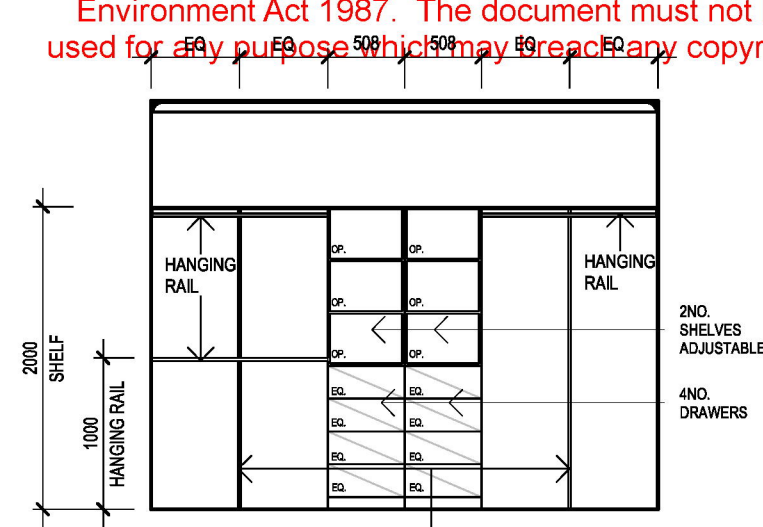 Environment Act 1987. The document must not
used for any purpose which may breach any copyr
EQ EQ 508 508 EQ EQ
HANGING
RAIL
OP. OP.
OP. OP.
OP. OP.
HANGING
RAIL
2NO.
SHELVES
ADJUSTABLE
4NO.
DRAWERS
EQ. EQ.
EQ. EQ.
EQ. EQ.
EQ. EQ.
2000
SHELF
1000
HANGING RAIL